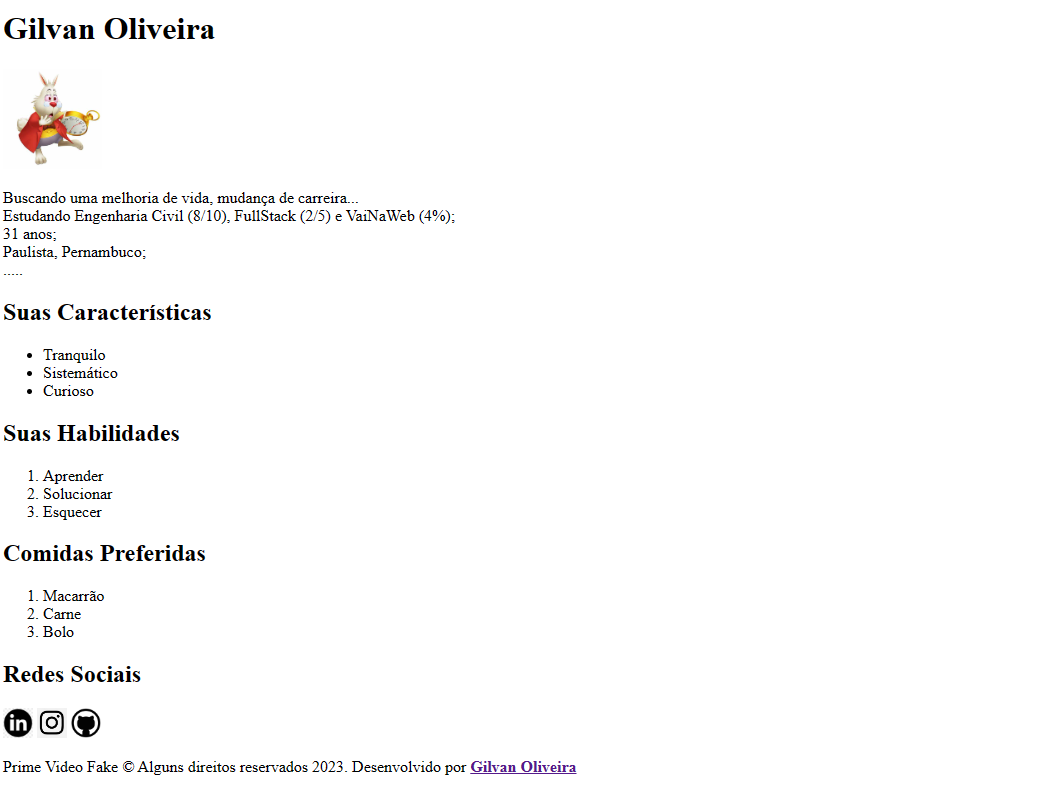 Gilvan Oliveira
Buscando uma melhoria de vida, mudança de carreira...
Estudando Engenharia Civil (8/10), FullStack (2/5) e VaiNaWeb (4%);
31 anos;
Paulista, Pernambuco;
.....
Suas Características
• Tranquilo
• Sistemático
• Curioso
Suas Habilidades
1. Aprender
2. Solucionar
3. Esquecer
Comidas Preferidas
1. Macarrão
2. Carne
3. Bolo
Redes Sociais
in
Prime Video Fake © Alguns direitos reservados 2023. Desenvolvido por Gilvan Oliveira